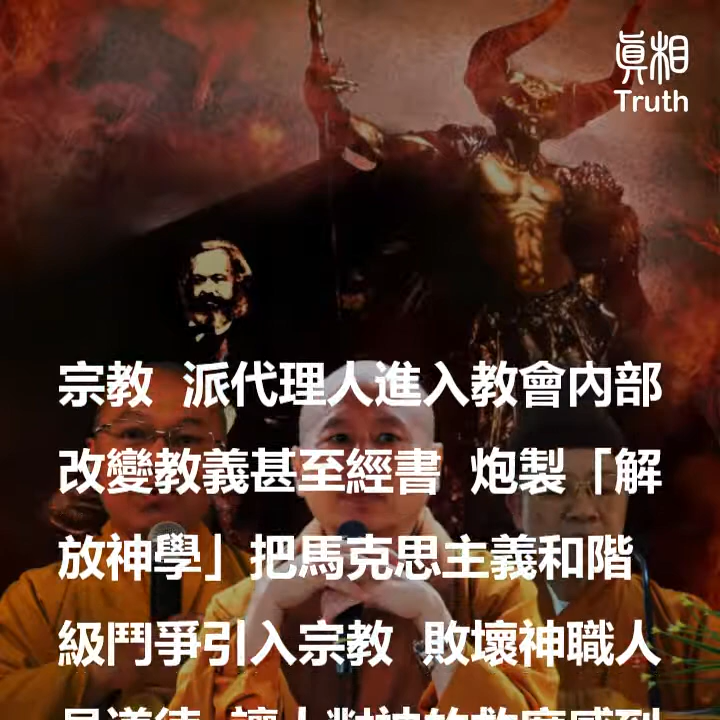 眞相
Truth
宗教 派代理人進入教會內部
改變教義甚至經書 炮製「解
放神學」把馬克思主義和階
級鬥爭引入宗教 敗壞神職人